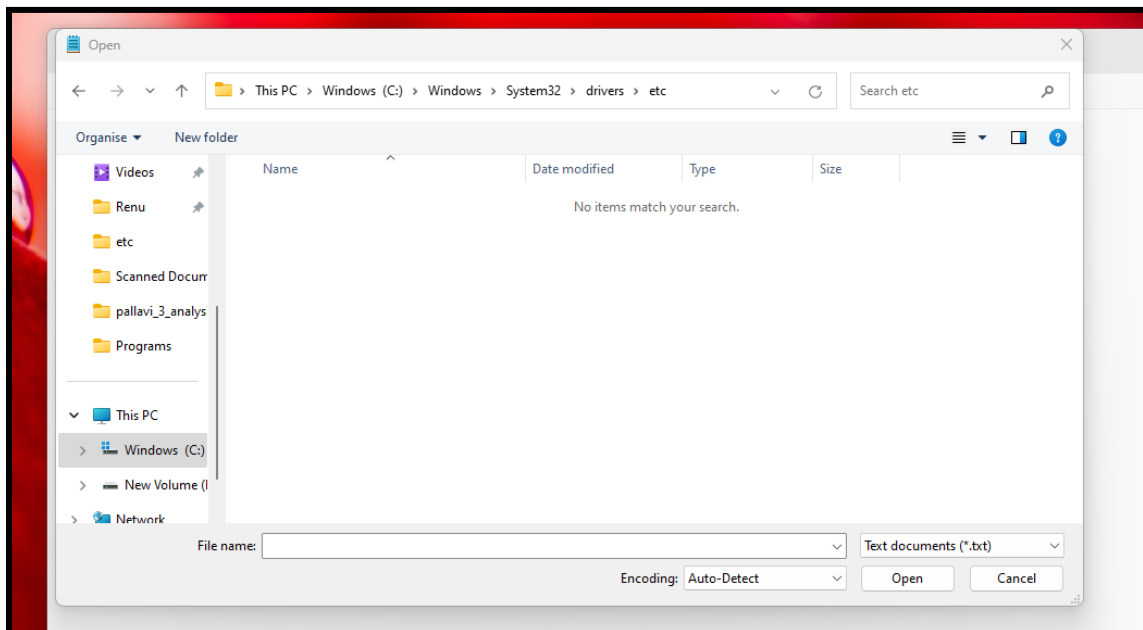 Open
This PC > Windows (C:) > Windows > System32 > drivers > etc
Search etc
Organise
New folder
Videos
Renu
etc
Scanned Docum
pallavi_3_analys
Programs
This PC
Windows (C:)
New Volume (
Network
Name Date modified Type Size
No items match your search.
File name:
Text documents (*.txt)
Encoding: Auto-Detect
Open
Cancel